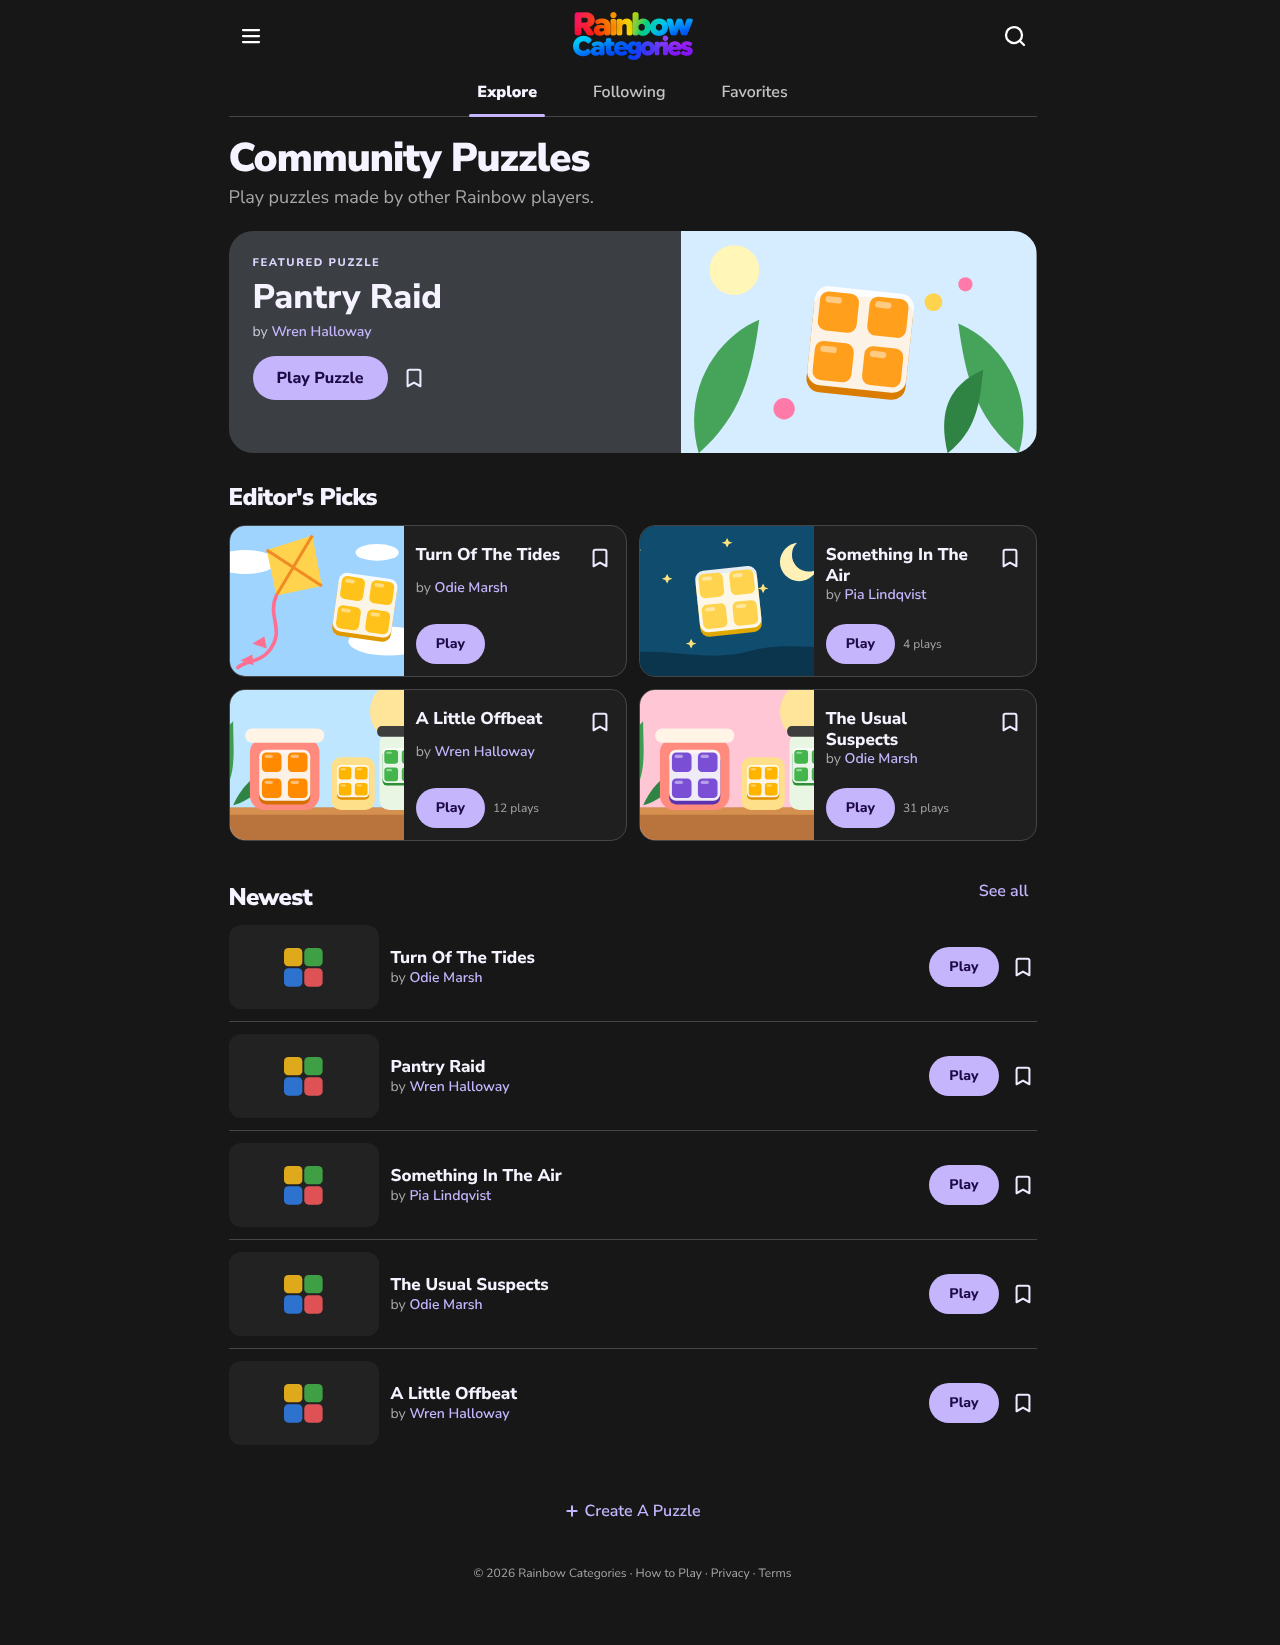 Rainbow
Categories
Explore
Following
Favorites
Community Puzzles
Play puzzles made by other Rainbow players.
FEATURED PUZZLE
Pantry Raid
by Wren Halloway
Play Puzzle
Editor's Picks
Turn Of The Tides
by Odie Marsh
Play
Something In The
Air
by Pia Lindqvist
Play
4 plays
A Little Offbeat
by Wren Halloway
Play
12 plays
The Usual
Suspects
by Odie Marsh
Play
31 plays
Newest
See all
Turn Of The Tides
by Odie Marsh
Play
Pantry Raid
by Wren Halloway
Play
Something In The Air
by Pia Lindqvist
Play
The Usual Suspects
by Odie Marsh
Play
A Little Offbeat
by Wren Halloway
Play
+ Create A Puzzle
© 2026 Rainbow Categories · How to Play · Privacy · Terms